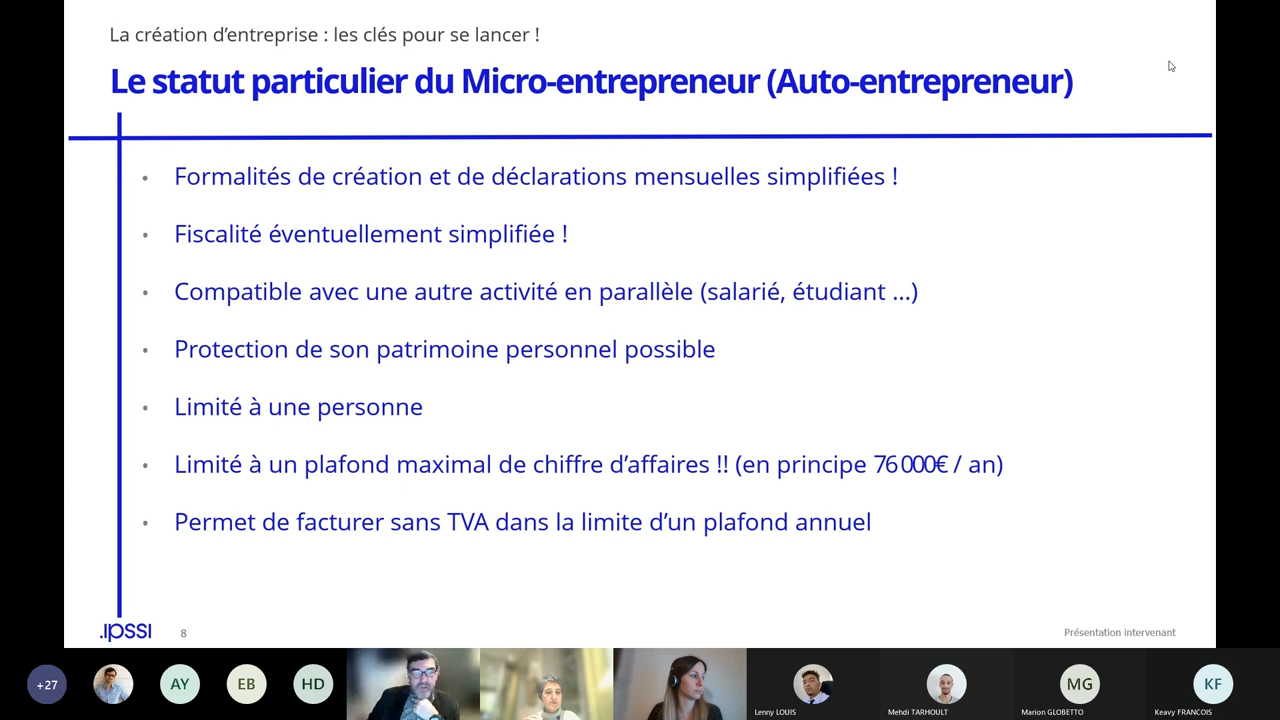 La création d’entreprise : les clés pour se lancer !
Le statut particulier du Micro-entrepreneur (Auto-entrepreneur)
• Formalités de création et de déclarations mensuelles simplifiées !
• Fiscalité éventuellement simplifiée !
• Compatible avec une autre activité en parallèle (salarié, étudiant …)
• Protection de son patrimoine personnel possible
• Limité à une personne
• Limité à un plafond maximal de chiffre d’affaires !! (en principe 76 000€ / an)
• Permet de facturer sans TVA dans la limite d’un plafond annuel
.IPSSI
8
Présentation intervenant
+27
AY
EB
HD
MG
KF
Lenny LOUIS
Mehdi TARHOULT
Marion GLOBETTO
Keavy FRANCOIS